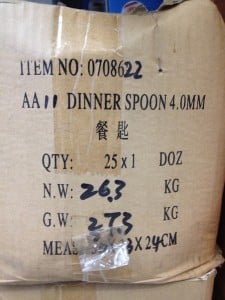 ITEM NO: 0708622
AA11 DINNER SPOON 4.0MM
餐匙
QTY: 25x1 DOZ
N.W: 26.3 KG
G.W: 27.3 KG
MEAS X 24CM